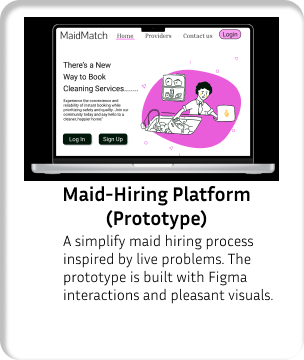 MaidMatch Home Providers Contact us Login
There's a New
Way to Book
Cleaning Services.......
Experience the convenience and
reliability of instant booking while
prioritizing safety and quality. Join our
community today and say hello to a
cleaner, happier home."
Log In Sign Up
Maid-Hiring Platform
(Prototype)
A simplify maid hiring process
inspired by live problems. The
prototype is built with Figma
interactions and pleasant visuals.